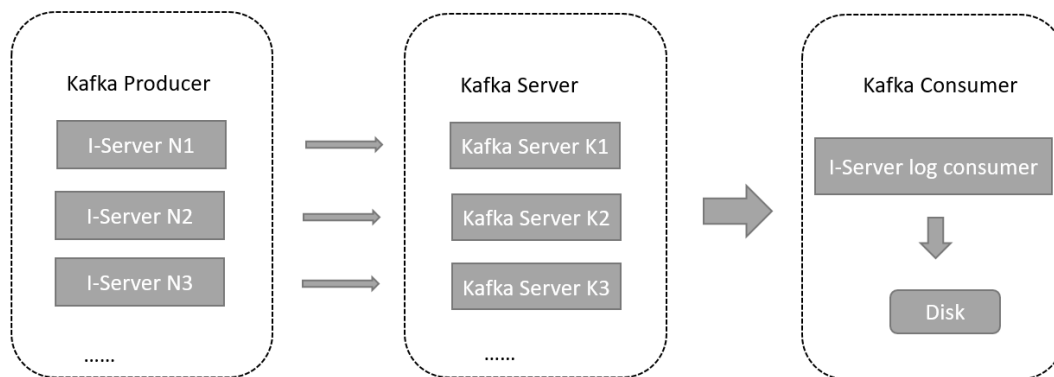 Kafka Producer
I-Server N1
I-Server N2
I-Server N3
......
Kafka Server
Kafka Server K1
Kafka Server K2
Kafka Server K3
......
Kafka Consumer
I-Server log consumer
Disk